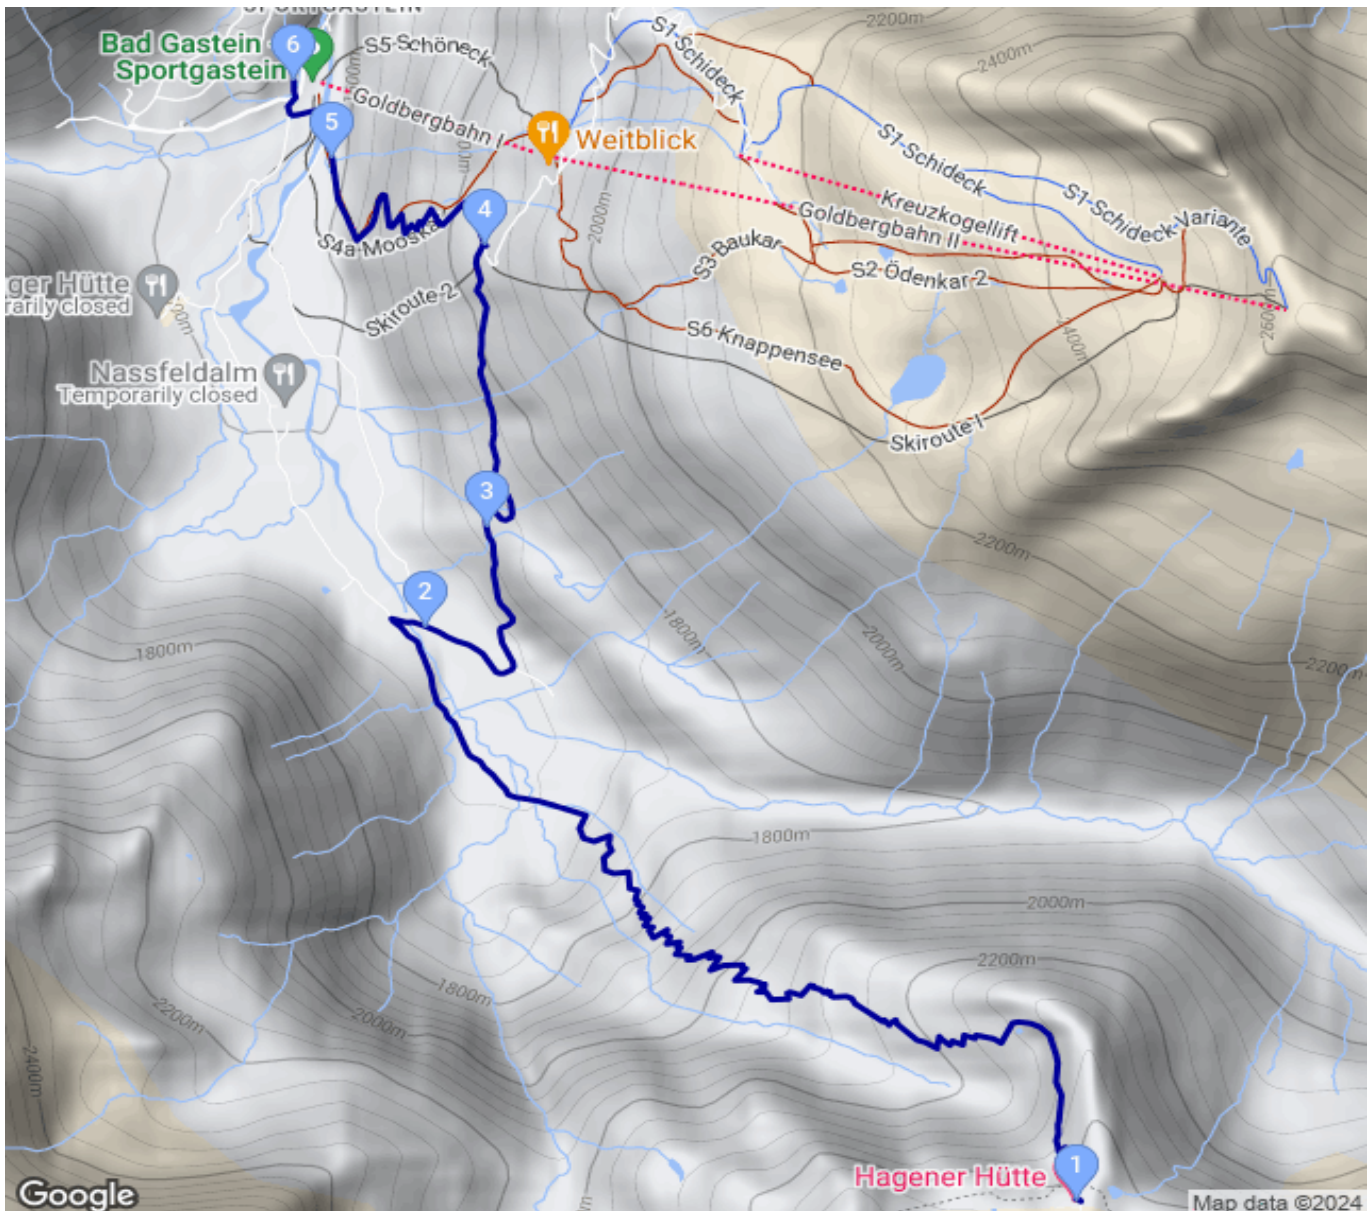 SPORTGASTEIN
Bad Gastein -
Sportgastein
6
5
S5-Schöneck
Goldbergbahn I
S1-Schideck
2200m
2400m
Weitblick
S1-Schideck
S1-Schideck-Variante
Kreuzkogellift
Goldbergbahn II
2000m
4
S4a-Mooska
Skiroute-2
S3-Baukar
S2-Ödenkar-2
S6-Knappensee
2400m
2600m
ger Hütte
rarily closed
Nassfeldalm
Temporarily closed
Skiroute-1
3
2200m
2
1800m
1800m
2000m
2200m
1800m
2000m
2200m
1800m
2200m
2000m
2400m
Hagener Hütte
1
Google
Map data ©2024